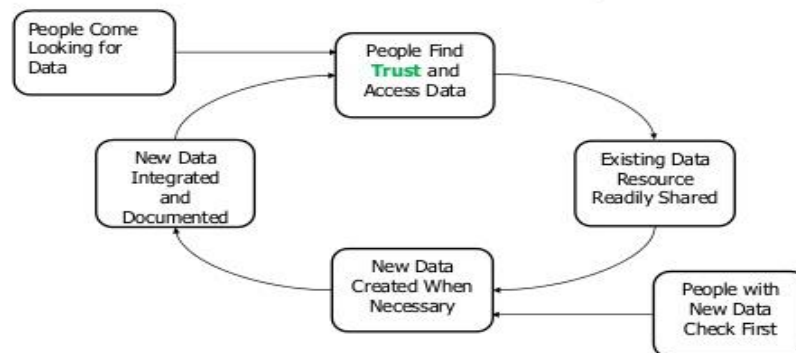 People Come
Looking for
Data
People Find
Trust and
Access Data
New Data
Integrated
and
Documented
Existing Data
Resource
Readily Shared
New Data
Created When
Necessary
People with
New Data
Check First